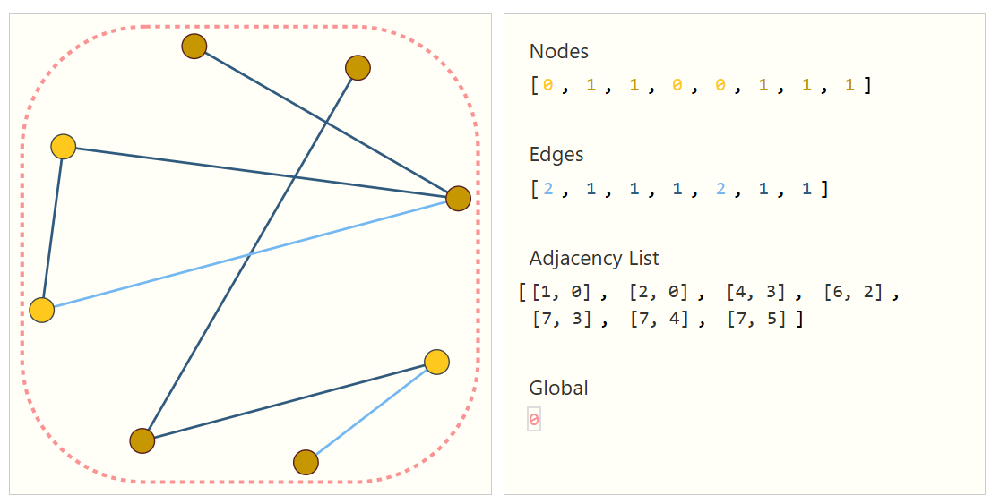 Nodes
[0 , 1 , 1 , 0 , 0 , 1 , 1 , 1 ]
Edges
[2 , 1 , 1 , 1 , 2 , 1 , 1 ]
Adjacency List
[[1, 0] , [2, 0] , [4, 3] , [6, 2] ,
[7, 3] , [7, 4] , [7, 5] ]
Global
0